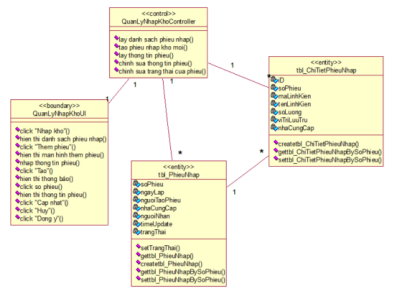 <<control>>
QuanLyNhapKhoController
lay danh sach phieu nhap()
tao phieu nhap kho moi()
lay thong tin phieu()
chinh sua thong tin phieu()
chinh sua trang thai cua phieu()
1
1
1
1
<<entity>>
tbl_ChiTietPhieuNhap
iD
soPhieu
maLinhKien
tenLinhKien
soLuong
viTriLuuTru
nhaCungCap
createtbl_ChiTietPhieuNhap()
gettbl_ChiTietPhieuNhapBySoPhieu()
settbl_ChiTietPhieuNhapBySoPhieu()
<<boundary>>
QuanLyNhapKhoUI
click "Nhap kho"()
hien thi danh sach phieu nhap()
click "Them phieu"()
hien thi man hinh them phieu()
nhap thong tin()
click "Tao"()
hien thi thong báo()
click so phieu()
hien thi thong tin phieu()
click "Cap nhat"()
click "Huy"()
click "Dong y"()
*
*
1
<<entity>>
tbl_PhieuNhap
soPhieu
ngayLap
nguoiTaoPhieu
nhaCungCap
nguoiNhan
timeUpdate
trangThai
setTrangThai()
gettbl_PhieuNhap()
createtbl_PhieuNhap()
gettbl_PhieuNhapBySoPhieu()
settbl_PhieuNhapBySoPhieu()